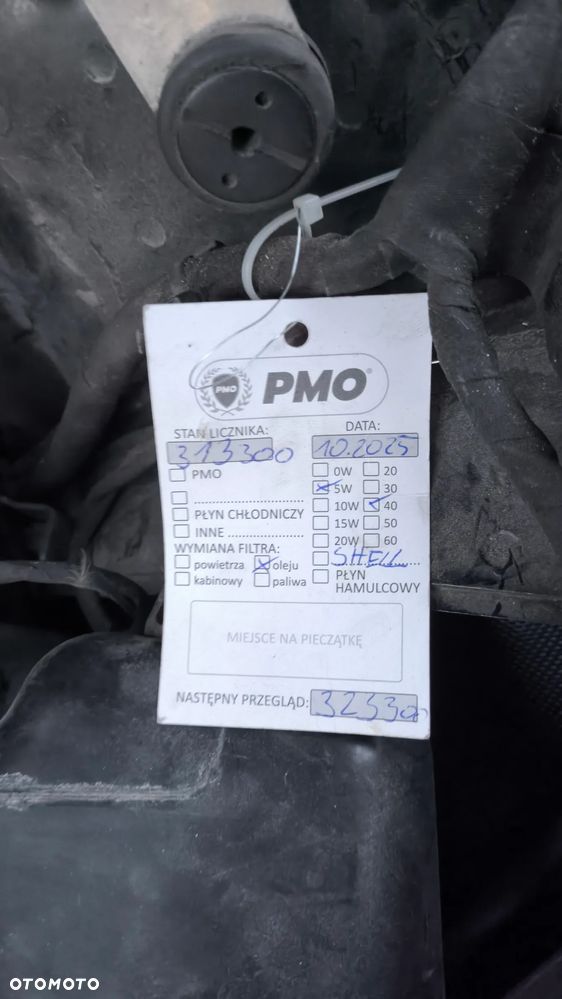 PMO PMO®
STAN LICZNIKA: DATA:
313300 10.2025
PMO 0W 20
5W 30
.......................... 10W 40
PŁYN CHŁODNICZY 15W 50
INNE .................. 20W 60
WYMIANA FILTRA: SHELL
powietrza oleju PŁYN
kabinowy paliwa HAMULCOWY
MIEJSCE NA PIECZĄTKĘ
NASTĘPNY PRZEGLĄD: 325300
OTOMOTO